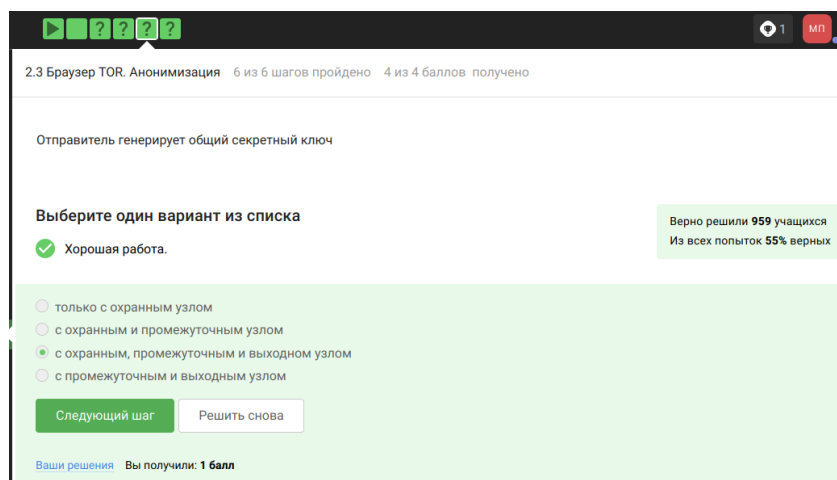 ? ? ? ?
1 МП
2.3 Браузер TOR. Анонимизация 6 из 6 шагов пройдено 4 из 4 баллов получено
Отправитель генерирует общий секретный ключ
Выберите один вариант из списка
Хорошая работа.
Верно решили 959 учащихся
Из всех попыток 55% верных
только с охранным узлом
с охранным и промежуточным узлом
с охранным, промежуточным и выходном узлом
с промежуточным и выходным узлом
Следующий шаг Решить снова
Ваши решения Вы получили: 1 балл